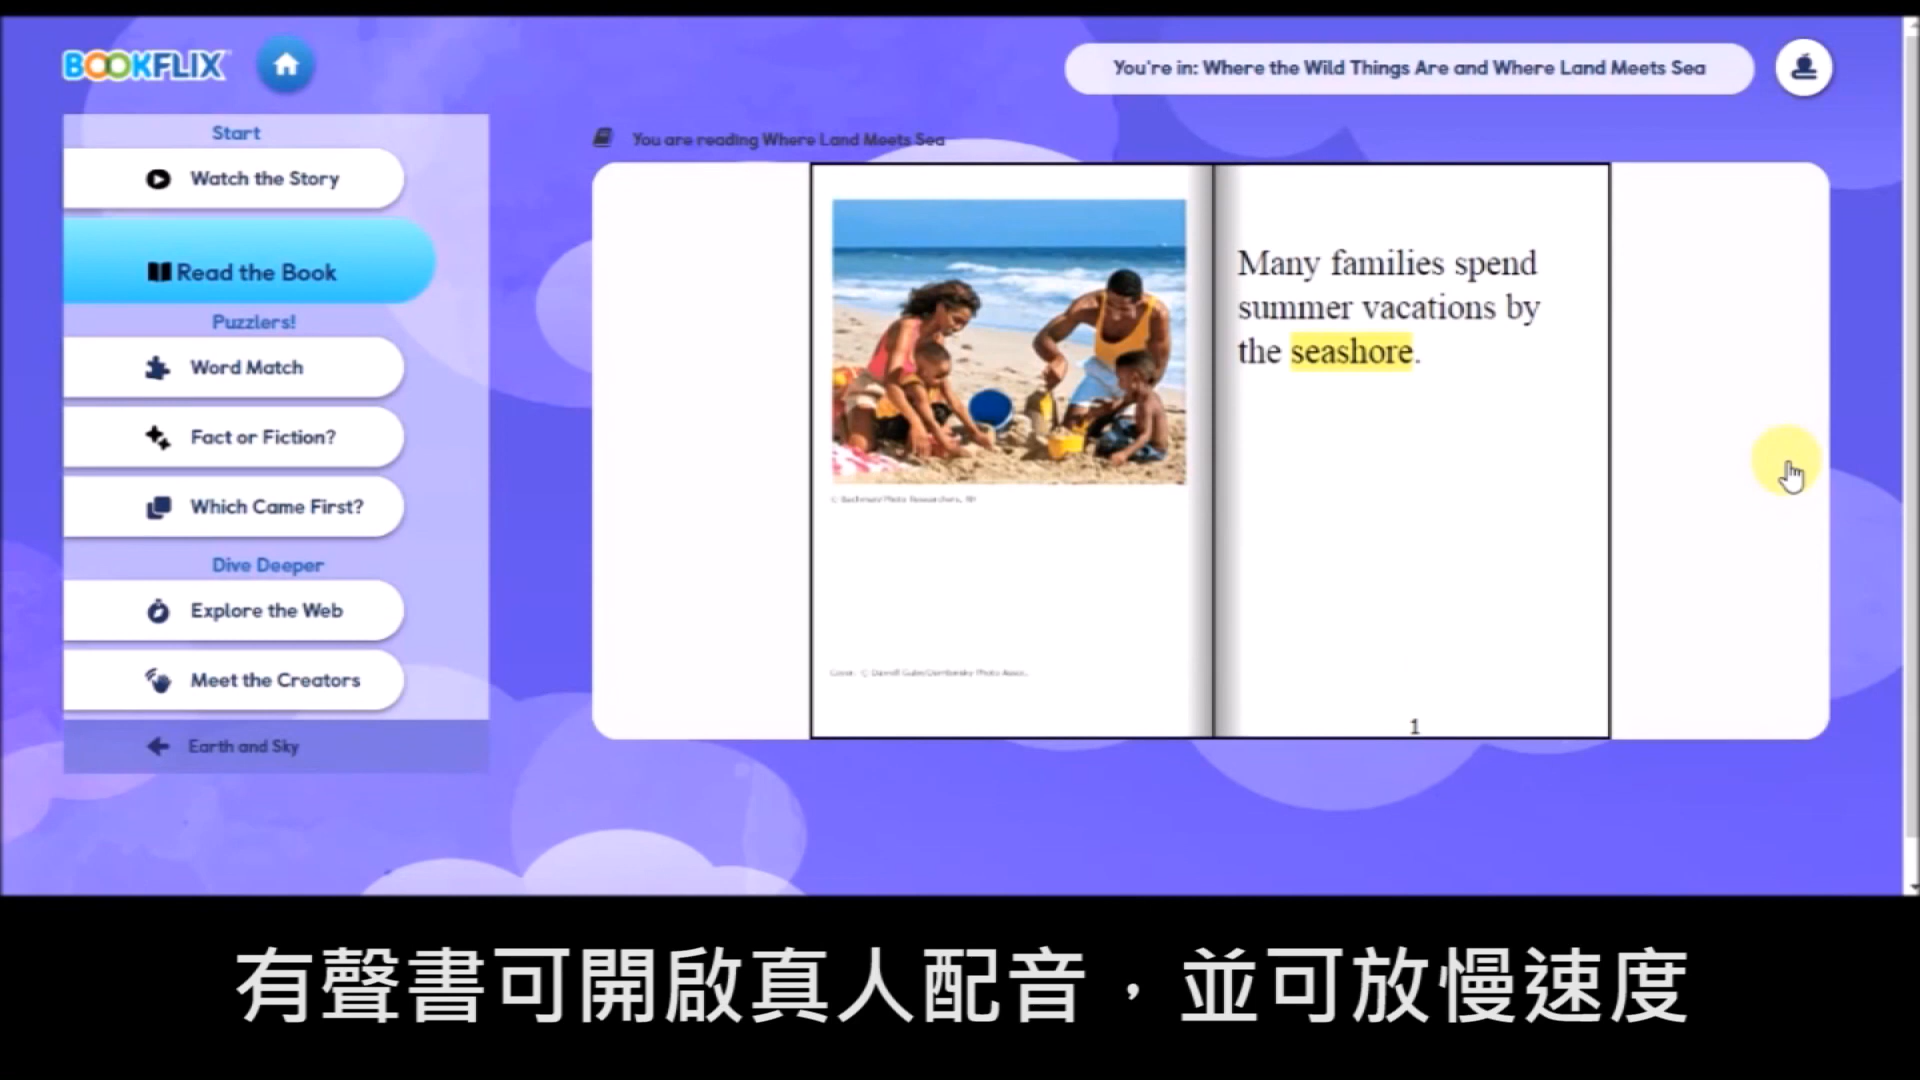 BOOKFLIX
You're in: Where the Wild Things Are and Where Land Meets Sea
Start
Watch the Story
Read the Book
Puzzlers!
Word Match
Fact or Fiction?
Which Came First?
Dive Deeper
Explore the Web
Meet the Creators
Earth and Sky
You are reading Where Land Meets Sea
Many families spend
summer vacations by
the seashore.
1
有聲書可開啟真人配音，並可放慢速度